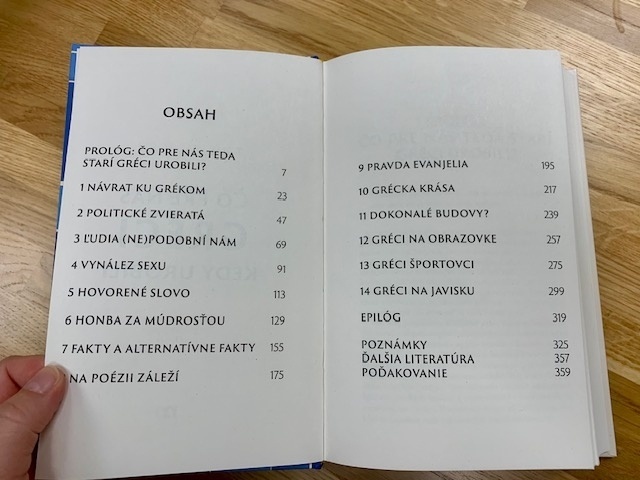 OBSAH
PROLÓG: ČO PRE NÁS TEDA
STARÍ GRÉCI UROBILI? 7
1 NÁVRAT KU GRÉKOM 23
2 POLITICKÉ ZVIERATÁ 47
3 ĽUDIA (NE)PODOBNÍ NÁM 69
4 VYNÁLEZ SEXU 91
5 HOVORENÉ SLOVO 113
6 HONBA ZA MÚDROSŤOU 129
7 FAKTY A ALTERNATÍVNE FAKTY 155
NA POÉZII ZÁLEŽÍ 175
9 PRAVDA EVANJELIA 195
10 GRÉCKA KRÁSA 217
11 DOKONALÉ BUDOVY? 239
12 GRÉCI NA OBRAZOVKE 257
13 GRÉCI ŠPORTOVCI 275
14 GRÉCI NA JAVISKU 299
EPILÓG 319
POZNÁMKY 325
ĎALŠIA LITERATÚRA 357
POĎAKOVANIE 359